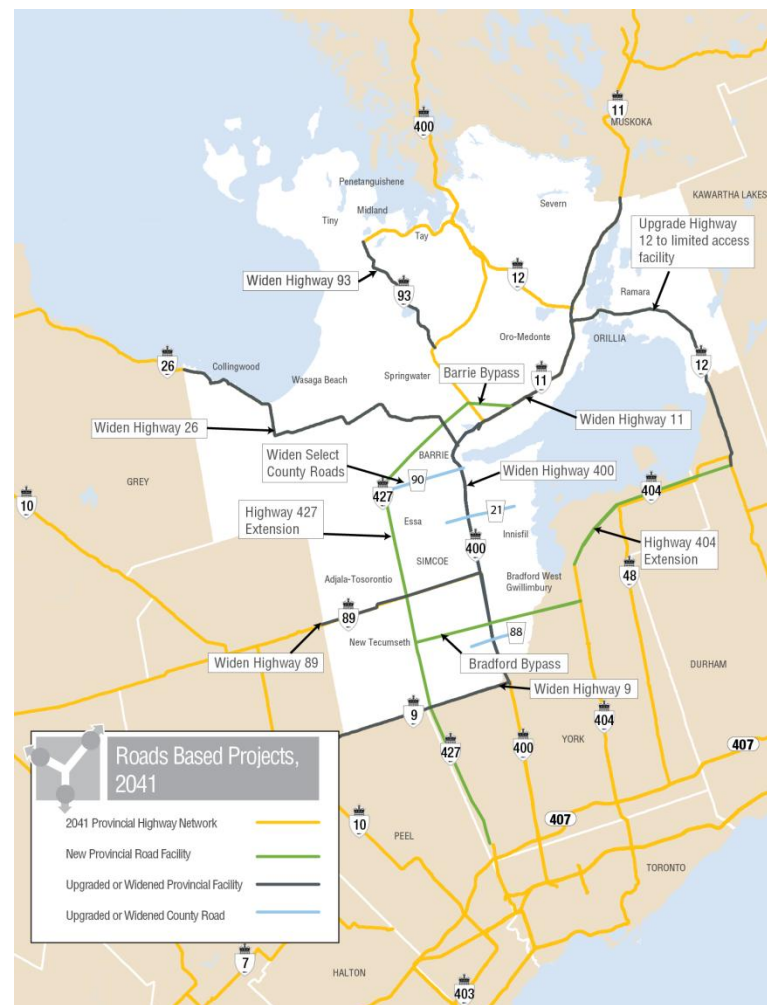 11
MUSKOKA
400
KAWARTHA LAKES
Penetanguishene
Severn
Midland
Tiny
Tay
Upgrade Highway
12 to limited access
facility
Widen Highway 93
12
93
Ramara
Oro-Medonte
ORILLIA
26
Collingwood
Springwater
Barrie Bypass
11
12
Wasaga Beach
Widen Highway 26
Widen Highway 11
BARRIE
Widen Select
County Roads
Widen Highway 400
GREY
90
427
404
10
Highway 427
Extension
Essa
21
Innisfil
Highway 404
Extension
400
SIMCOE
48
Adjala-Tosorontio
Bradford West
Gwillimbury
89
New Tecumseth
88
DURHAM
Widen Highway 89
Bradford Bypass
Widen Highway 9
9
YORK
404
427
400
407
Roads Based Projects,
2041
2041 Provincial Highway Network
New Provincial Road Facility
Upgraded or Widened Provincial Facility
Upgraded or Widened County Road
10
PEEL
407
TORONTO
7
HALTON
403